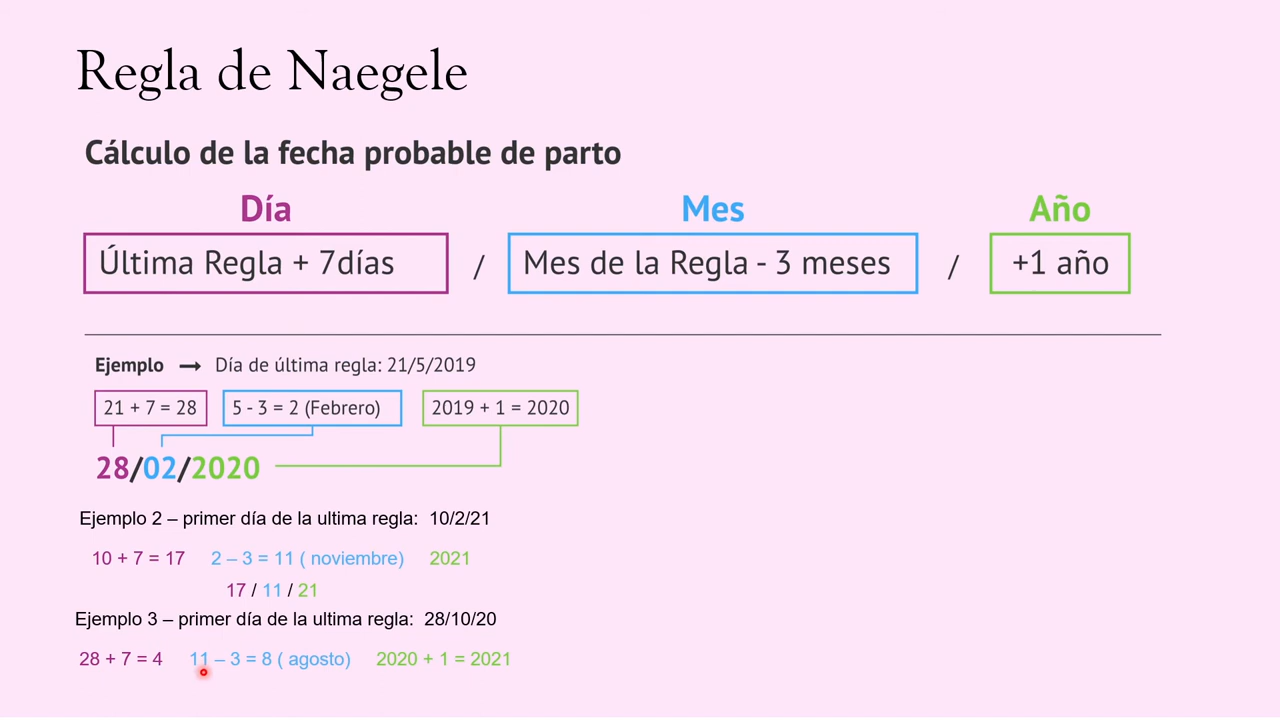 Regla de Naegele
Cálculo de la fecha probable de parto
Día Mes Año
Última Regla + 7días / Mes de la Regla - 3 meses / +1 año
Ejemplo → Día de última regla: 21/5/2019
21 + 7 = 28 5 - 3 = 2 (Febrero) 2019 + 1 = 2020
28/02/2020
Ejemplo 2 – primer día de la ultima regla: 10/2/21
10 + 7 = 17 2 – 3 = 11 ( noviembre) 2021
17 / 11 / 21
Ejemplo 3 – primer día de la ultima regla: 28/10/20
28 + 7 = 4 11 – 3 = 8 ( agosto) 2020 + 1 = 2021